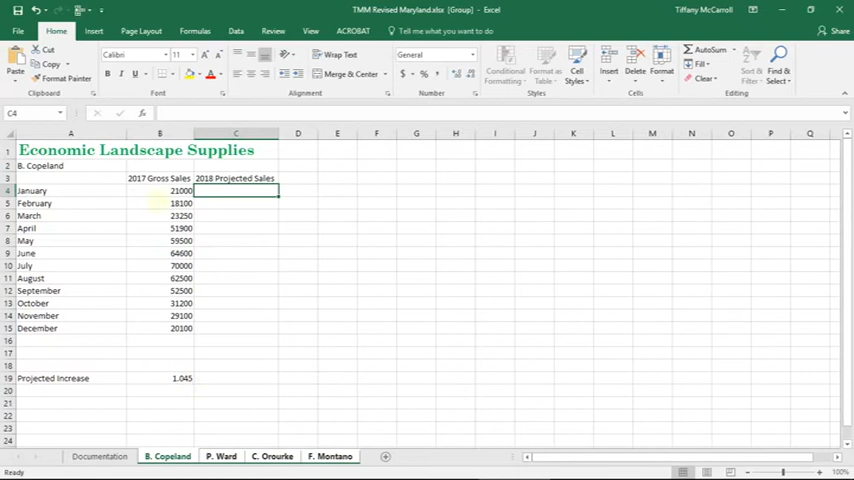 TMM Revised Maryland.xlsx [Group] - Excel
Tiffany McCarroll
File Home Insert Page Layout Formulas Data Review View ACROBAT Tell me what you want to do Share
Paste Cut Copy Format Painter Clipboard
Calibri 11 B I U Font
Wrap Text Merge & Center Alignment
General $ % , Number
Conditional Formatting Format as Table Cell Styles Styles
Insert Delete Format Cells
AutoSum Fill Clear Sort & Filter Find & Select Editing
C4 fx
A B C D E F G H I J K L M N O P Q
1 Economic Landscape Supplies
2 B. Copeland
3 2017 Gross Sales 2018 Projected Sales
4 January 21000
5 February 18100
6 March 23250
7 April 51900
8 May 59500
9 June 64600
10 July 70000
11 August 62500
12 September 52500
13 October 31200
14 November 29100
15 December 20100
16
17
18
19 Projected Increase 1.045
20
21
22
23
24
Documentation B. Copeland P. Ward C. Orourke F. Montano
Ready 100%